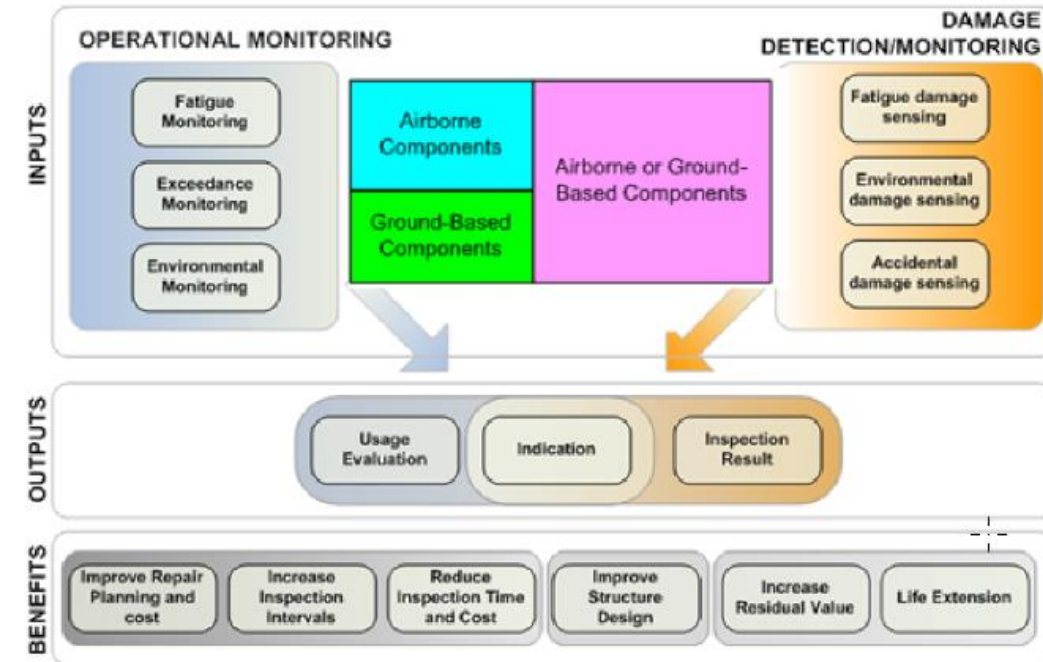 OPERATIONAL MONITORING
DAMAGE
DETECTION/MONITORING
INPUTS
Fatigue
Monitoring
Exceedance
Monitoring
Environmental
Monitoring
Airborne
Components
Ground-Based
Components
Airborne or Ground-
Based Components
Fatigue damage
sensing
Environmental
damage sensing
Accidental
damage sensing
OUTPUTS
Usage
Evaluation
Indication
Inspection
Result
BENEFITS
Improve Repair
Planning and
cost
Increase
Inspection
Intervals
Reduce
Inspection Time
and Cost
Improve
Structure
Design
Increase
Residual Value
Life Extension